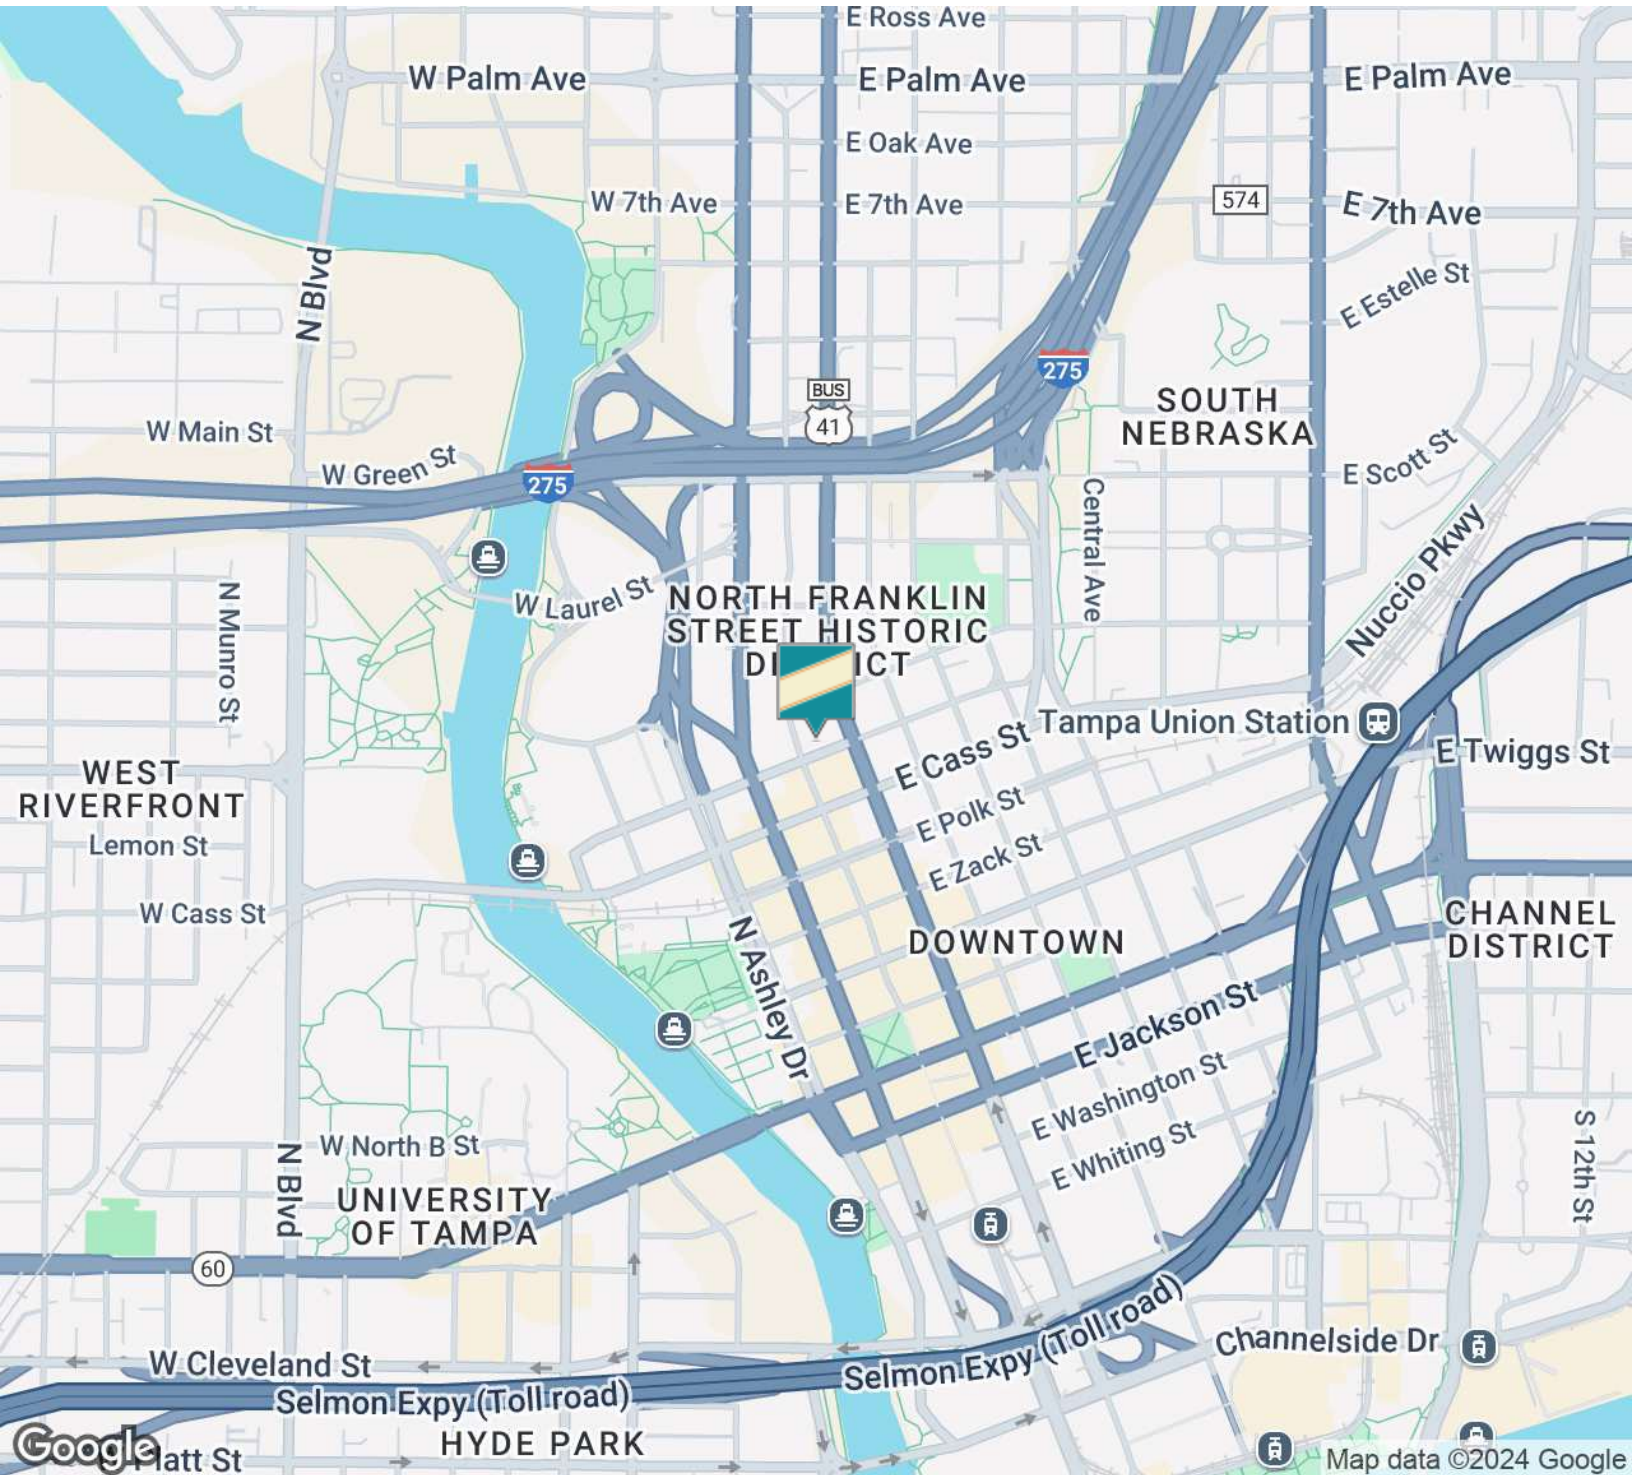 E Ross Ave
W Palm Ave
E Palm Ave
E Palm Ave
E Oak Ave
W 7th Ave
E 7th Ave
574
E 7th Ave
N Blvd
E Estelle St
275
BUS
41
SOUTH
NEBRASKA
W Main St
W Green St
275
E Scott St
Central Ave
Nuccio Pkwy
N Munro St
W Laurel St
NORTH FRANKLIN
STREET HISTORIC
E Cass St
Tampa Union Station
E Twiggs St
WEST
RIVERFRONT
Lemon St
E Polk St
E Zack St
W Cass St
N Ashley Dr
DOWNTOWN
CHANNEL
DISTRICT
E Jackson St
E Washington St
E Whiting St
S 12th St
W North B St
N Blvd
UNIVERSITY
OF TAMPA
60
W Cleveland St
Selmon Expy (Toll road)
Selmon Expy (Toll road)
Channelside Dr
HYDE PARK
Google
Platt St
Map data ©2024 Google